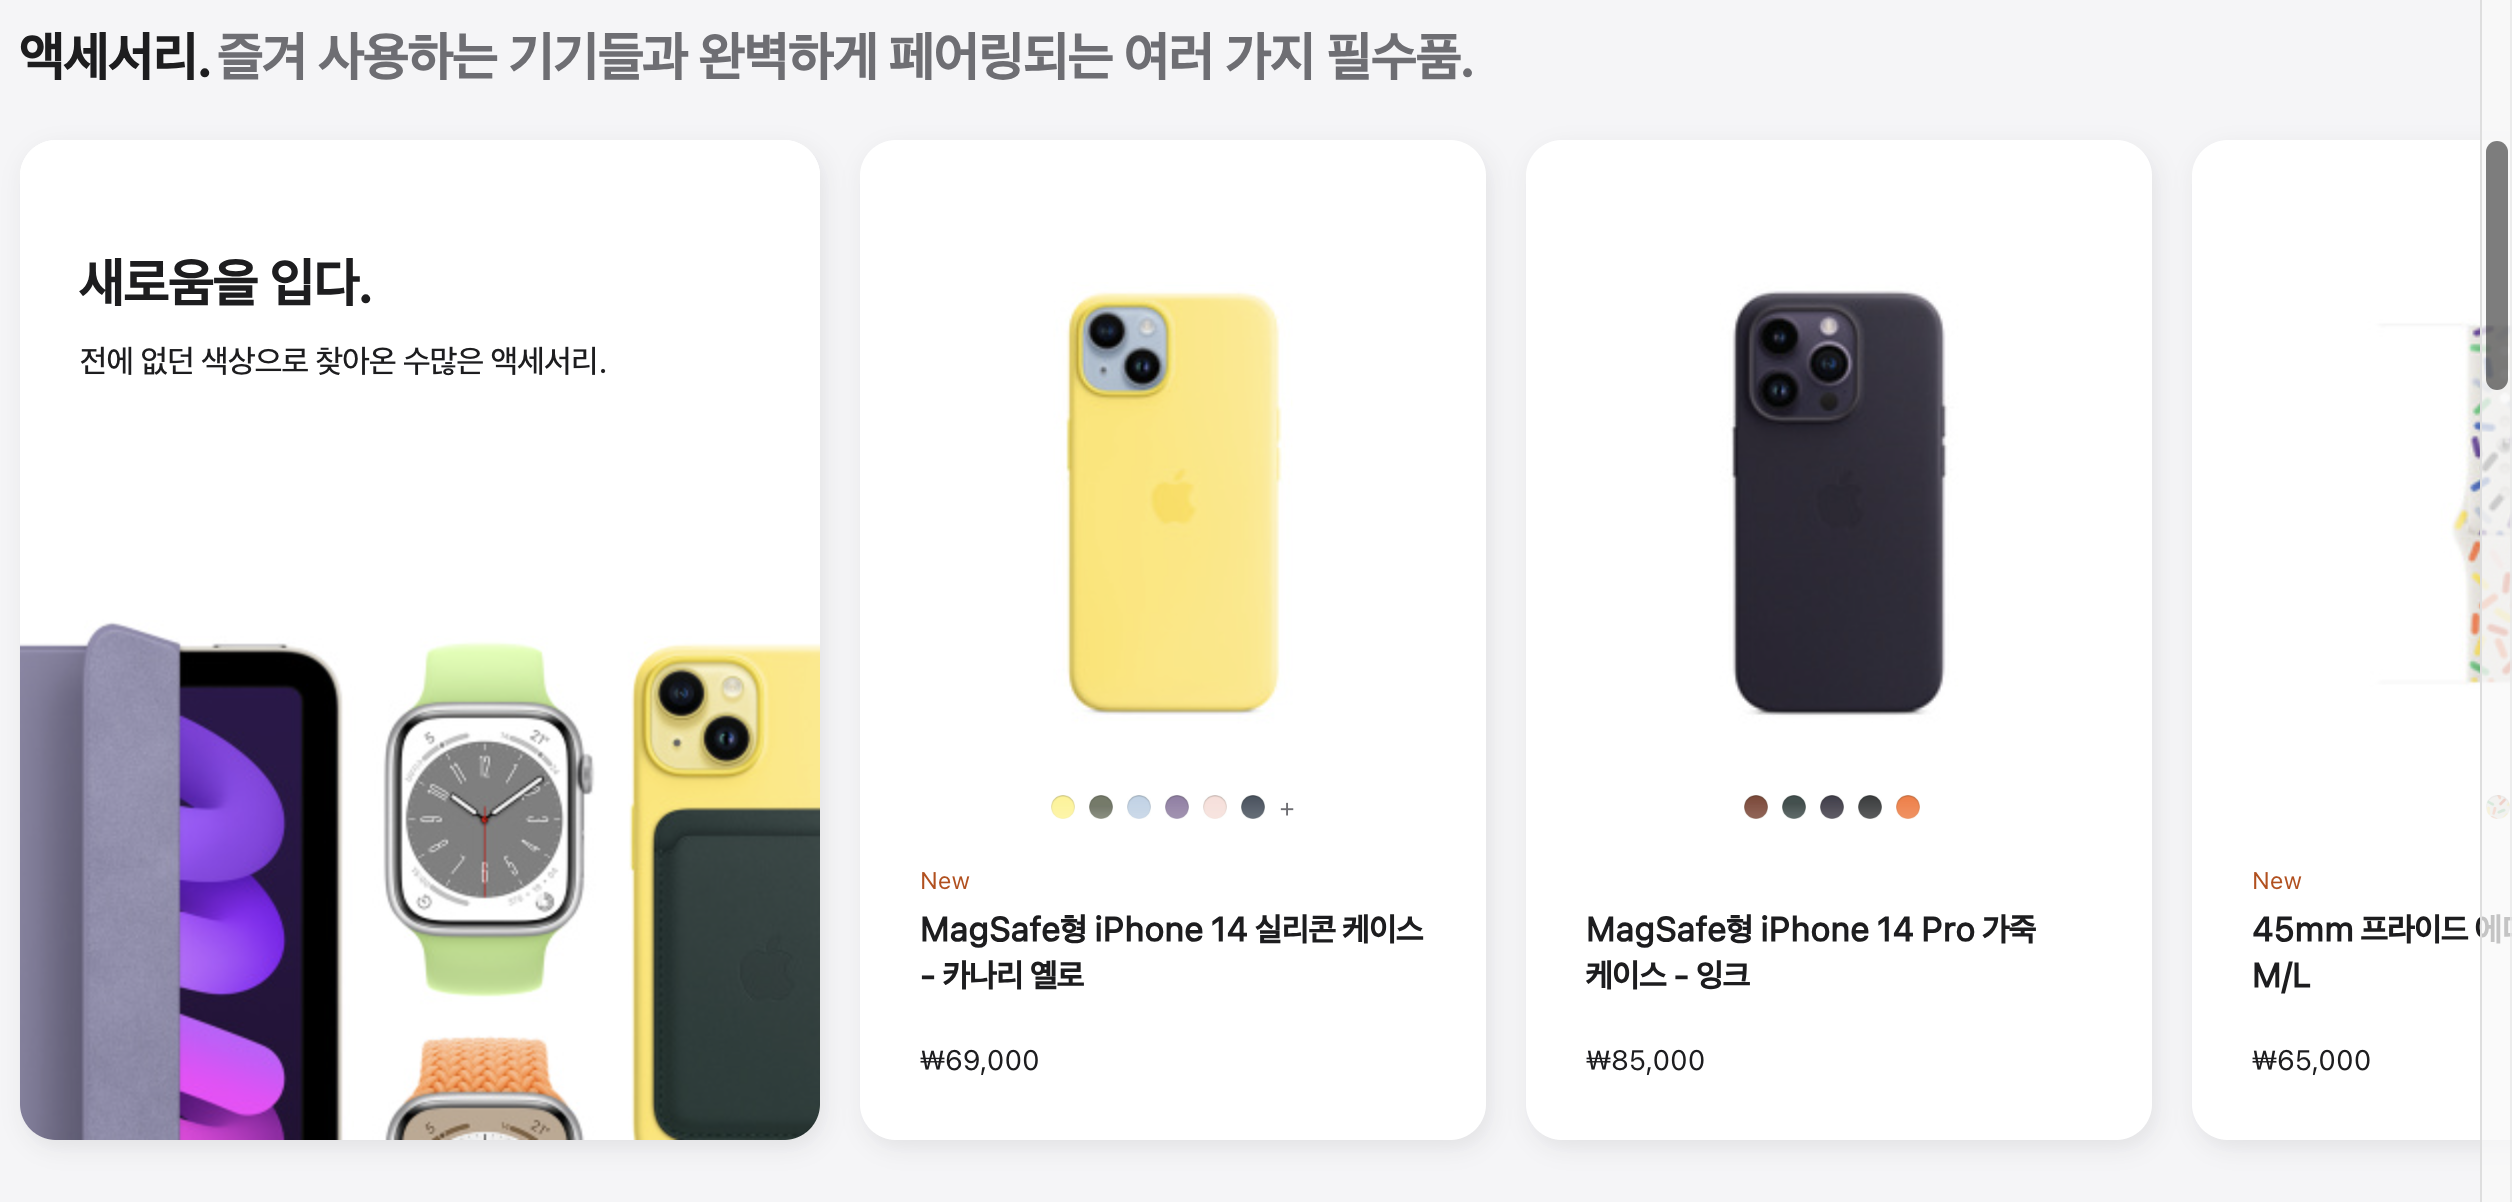 액세서리. 즐겨 사용하는 기기들과 완벽하게 페어링되는 여러 가지 필수품.
새로움을 입다.
전에 없던 색상으로 찾아온 수많은 액세서리.
+
New
MagSafe형 iPhone 14 실리콘 케이스
- 카나리 옐로
₩69,000
MagSafe형 iPhone 14 Pro 가죽
케이스 - 잉크
₩85,000
New
45mm 프라이드
M/L
₩65,000